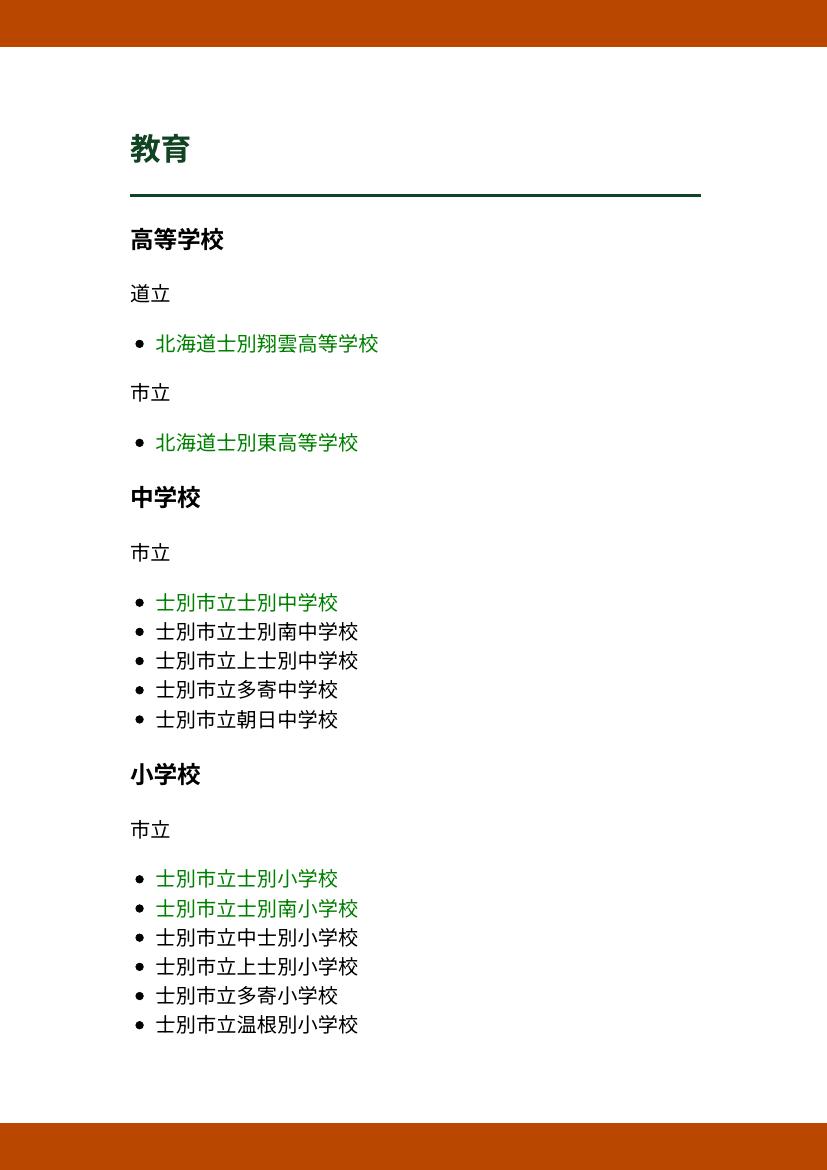 教育
高等学校
道立
北海道士別翔雲高等学校
市立
北海道士別東高等学校
中学校
市立
士別市立士別中学校
士別市立士別南中学校
士別市立上士別中学校
士別市立多寄中学校
士別市立朝日中学校
小学校
市立
士別市立士別小学校
士別市立士別南小学校
士別市立中士別小学校
士別市立上士別小学校
士別市立多寄小学校
士別市立温根別小学校